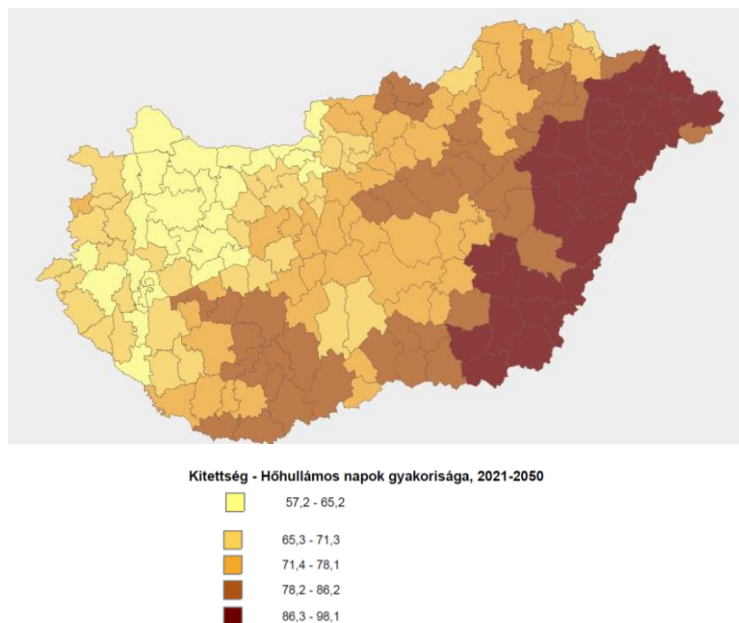 Kitettség - Hőhullámos napok gyakorisága, 2021-2050
57,2 - 65,2
65,3 - 71,3
71,4 - 78,1
78,2 - 86,2
86,3 - 98,1